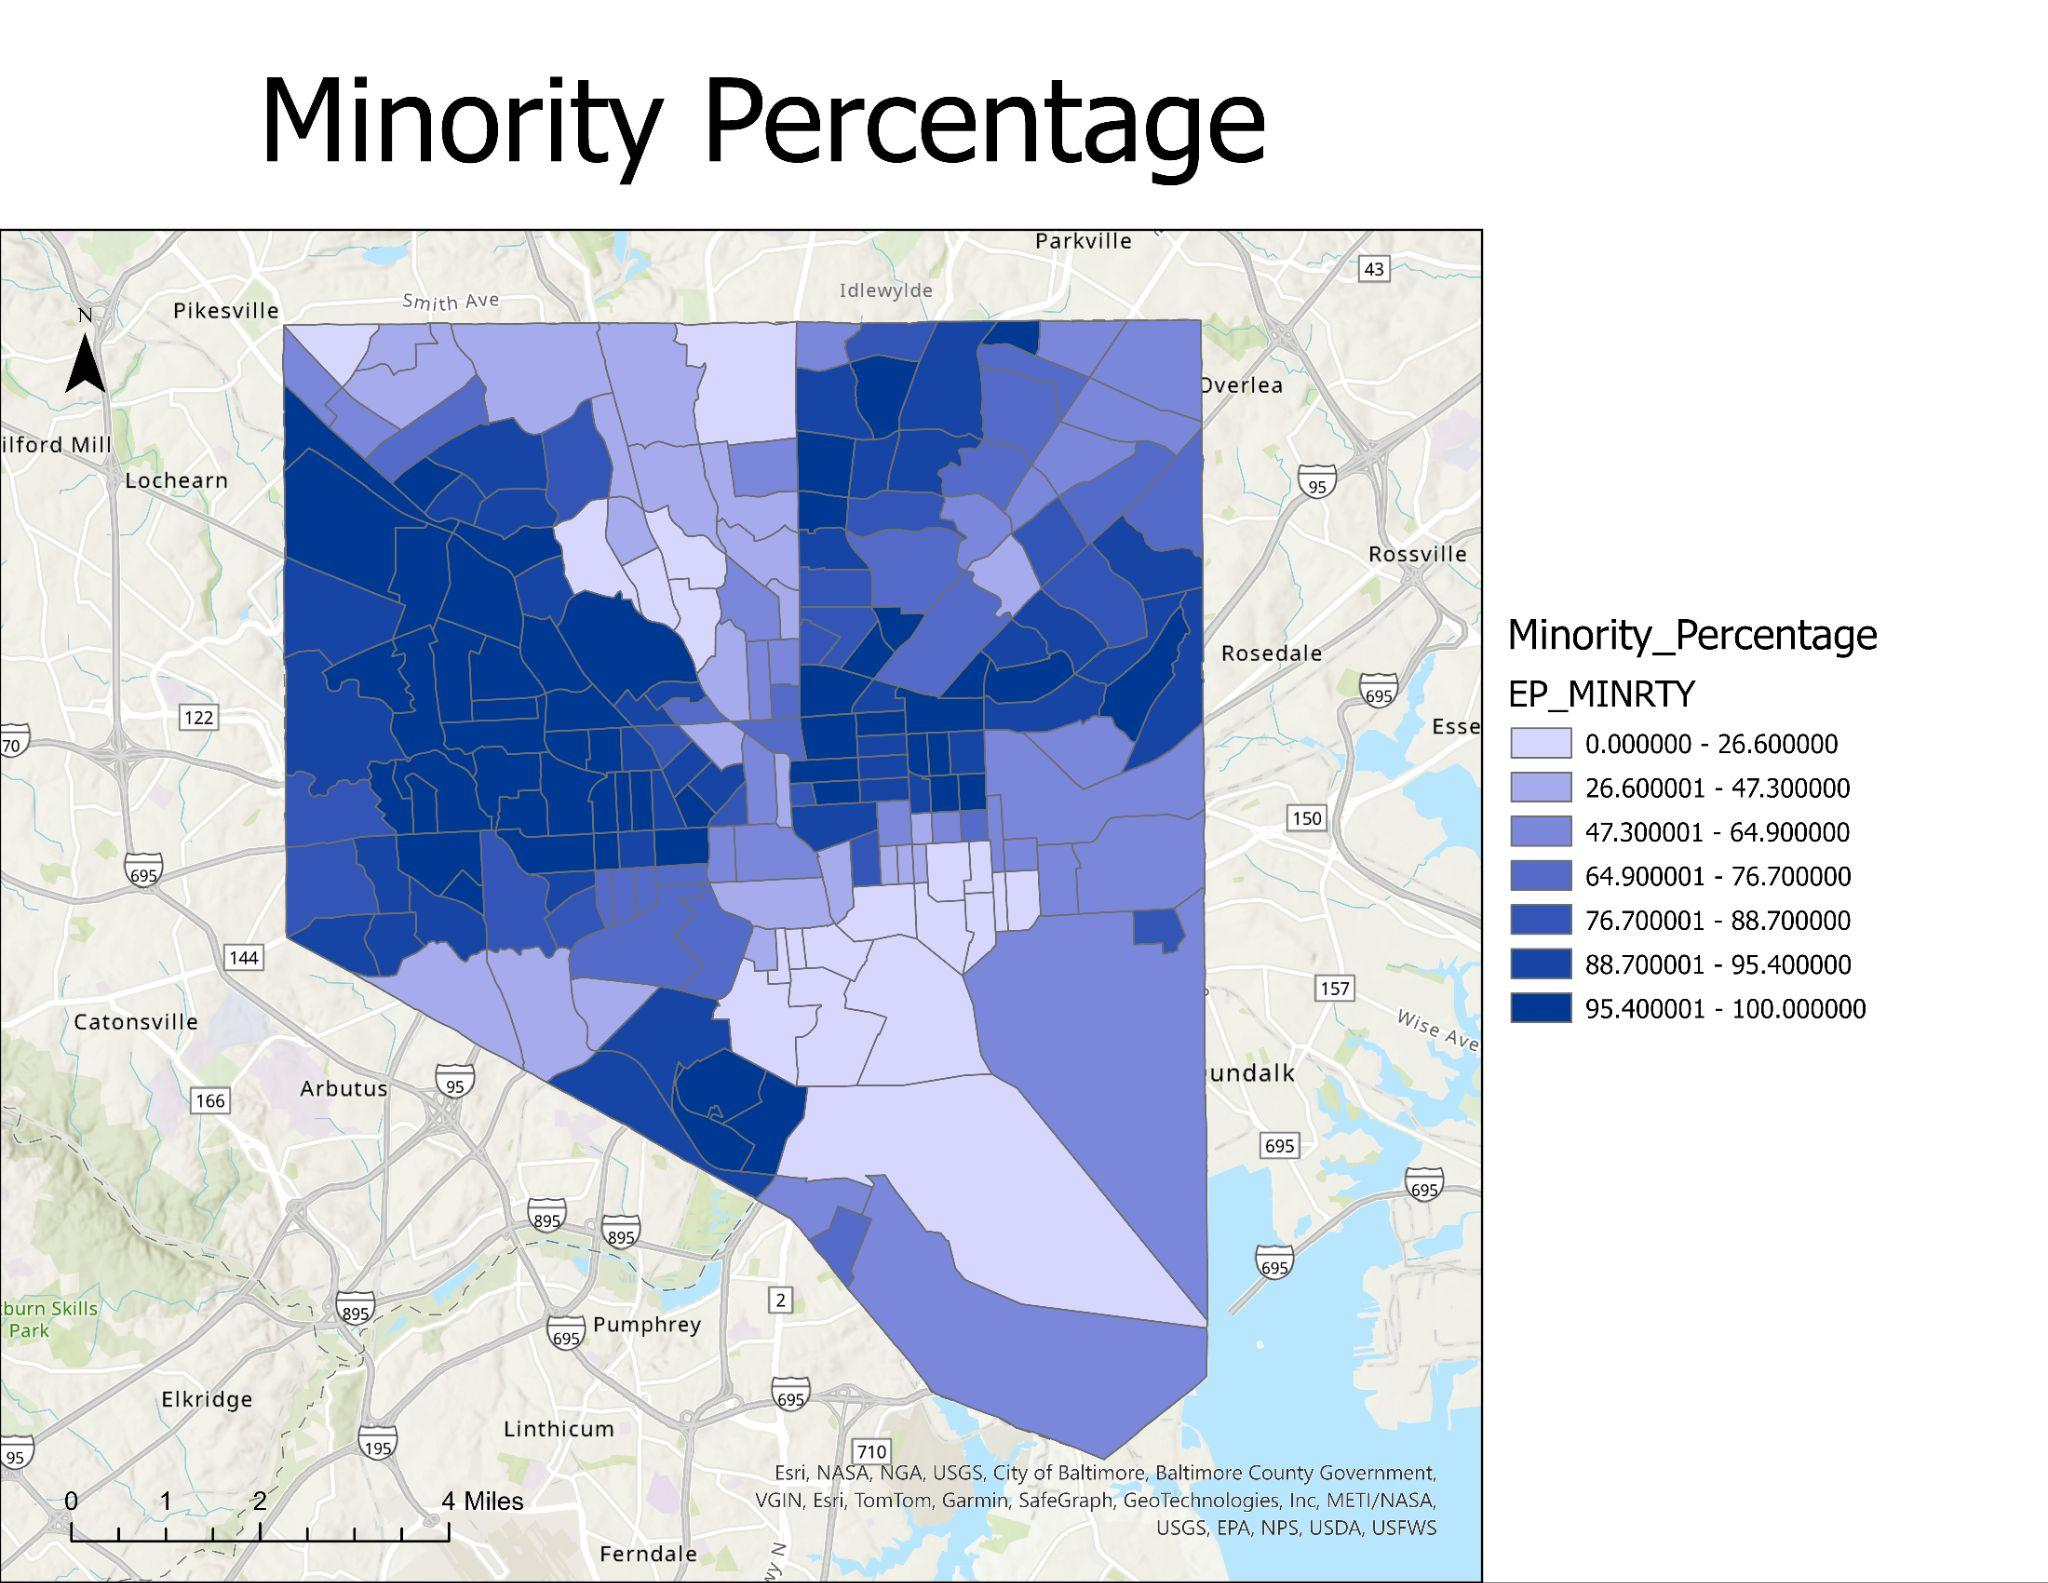 Minority Percentage
Parkville
43
Idlewylde
Smith Ave
Pikesville
N
Overlea
ilford Mill
Lochearn
95
Rossville
Rosedale
695
122
Esse
70
150
695
144
157
Catonsville
Wise Ave
undalk
Arbutus
95
166
695
695
895
895
695
2
burn Skills
Park
895
695
Pumphrey
695
Elkridge
Linthicum
195
95
710
Esri, NASA, NGA, USGS, City of Baltimore, Baltimore County Government,
VGIN, Esri, TomTom, Garmin, SafeGraph, GeoTechnologies, Inc, METI/NASA,
USGS, EPA, NPS, USDA, USFWS
0 1 2 4 Miles
Ferndale
wy N
Minority_Percentage
EP_MINRTY
0.000000 - 26.600000
26.600001 - 47.300000
47.300001 - 64.900000
64.900001 - 76.700000
76.700001 - 88.700000
88.700001 - 95.400000
95.400001 - 100.000000